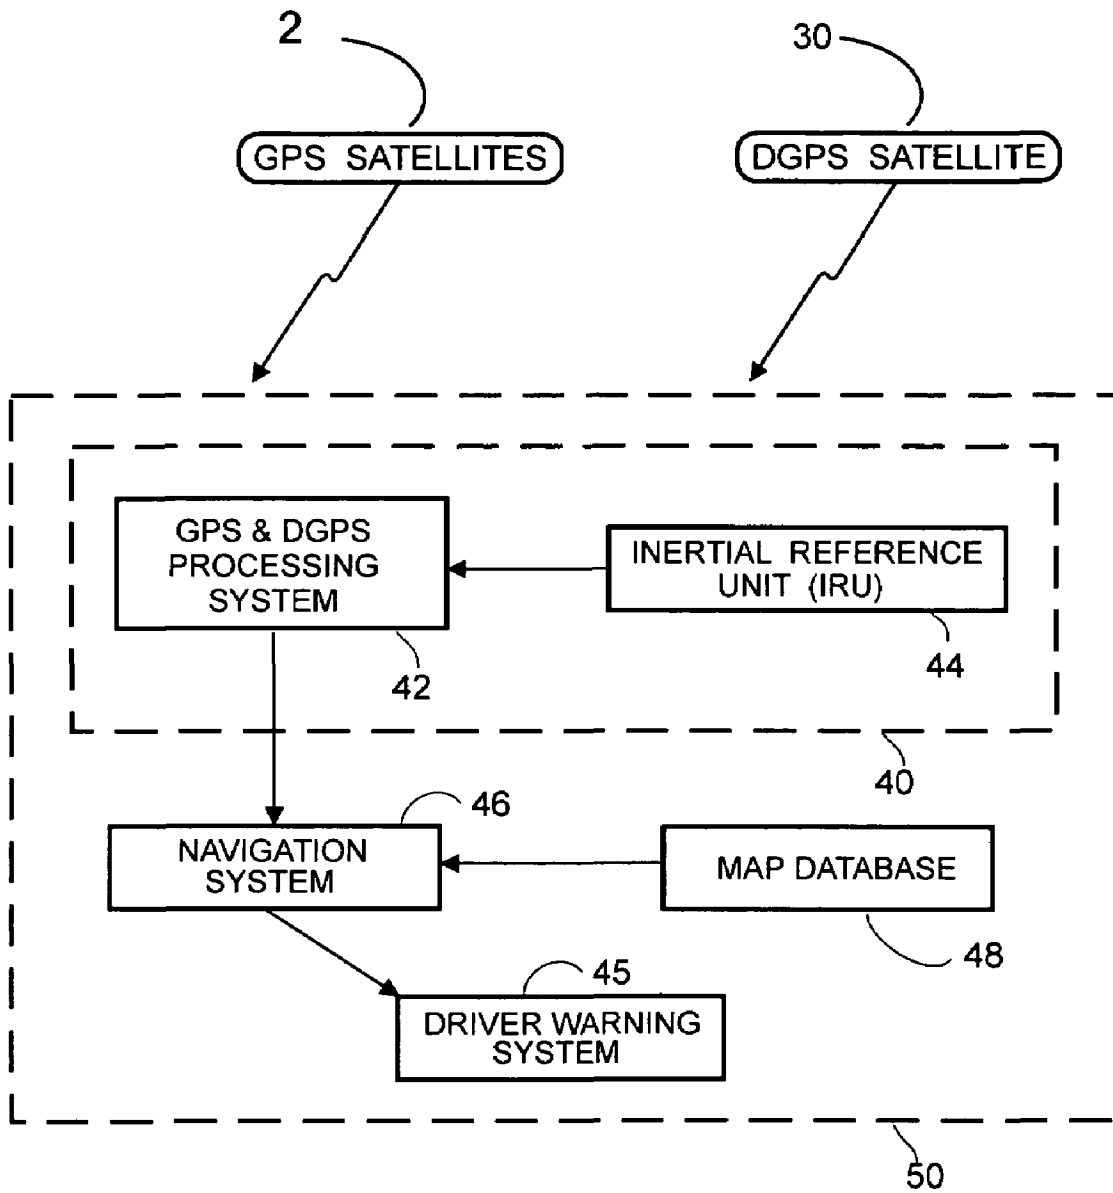 2
30
GPS SATELLITES
DGPS SATELLITE
GPS & DGPS
PROCESSING
SYSTEM
INERTIAL REFERENCE
UNIT (IRU)
42
44
40
46
NAVIGATION
SYSTEM
MAP DATABASE
48
45
DRIVER WARNING
SYSTEM
50